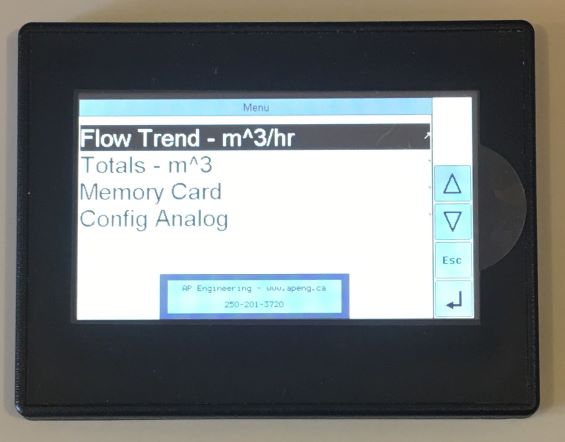 Menu
Flow Trend - m^3/hr
Totals - m^3
Memory Card
Config Analog
Esc
AP Engineering - www.apeng.ca
250-201-3720